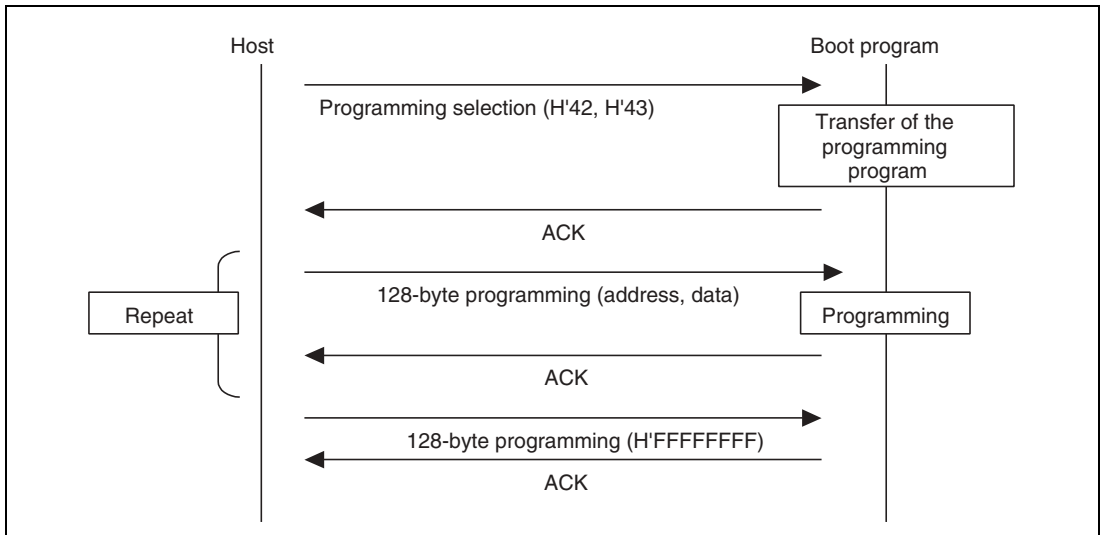 Host
Boot program
Programming selection (H'42, H'43)
Transfer of the
programming
program
ACK
128-byte programming (address, data)
Repeat
Programming
ACK
128-byte programming (H'FFFFFFFF)
ACK